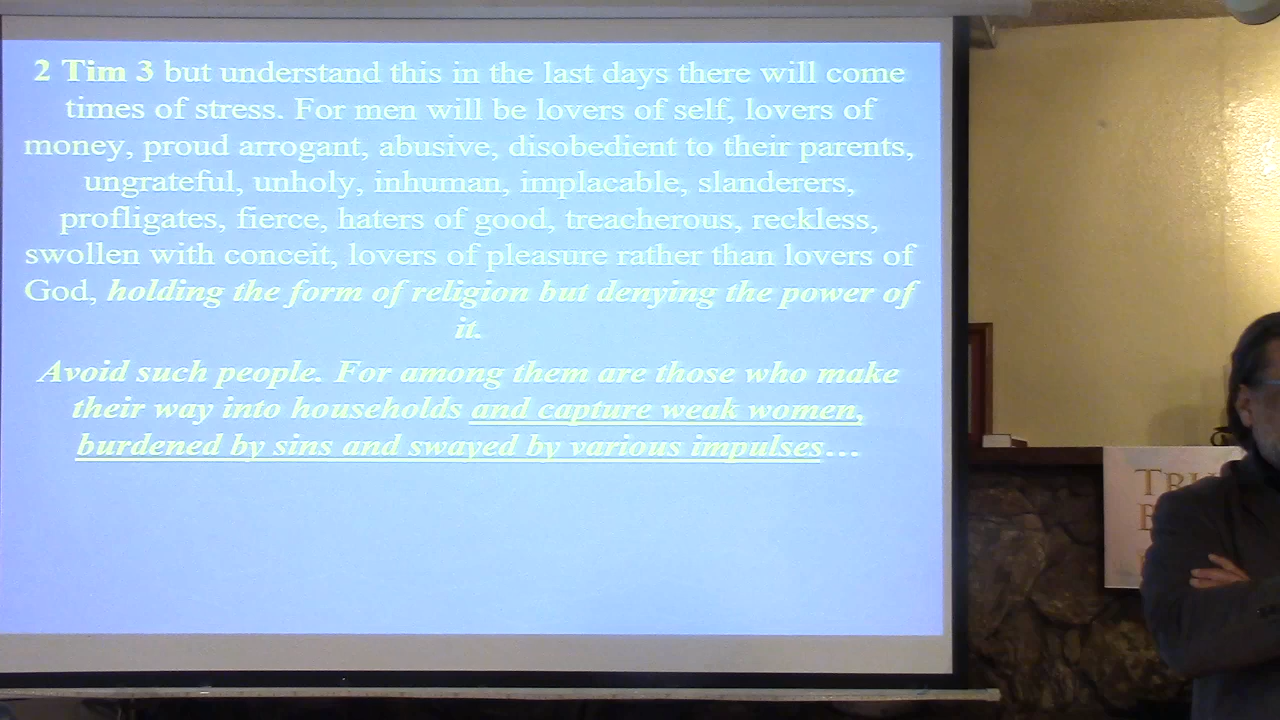 2 Tim 3 but understand this in the last days there will come
times of stress. For men will be lovers of self, lovers of
money, proud arrogant, abusive, disobedient to their parents,
ungrateful, unholy, inhuman, implacable, slanderers,
profligates, fierce, haters of good, treacherous, reckless,
swollen with conceit, lovers of pleasure rather than lovers of
God, holding the form of religion but denying the power of
it.
Avoid such people. For among them are those who make
their way into households and capture weak women,
burdened by sins and swayed by various impulses…